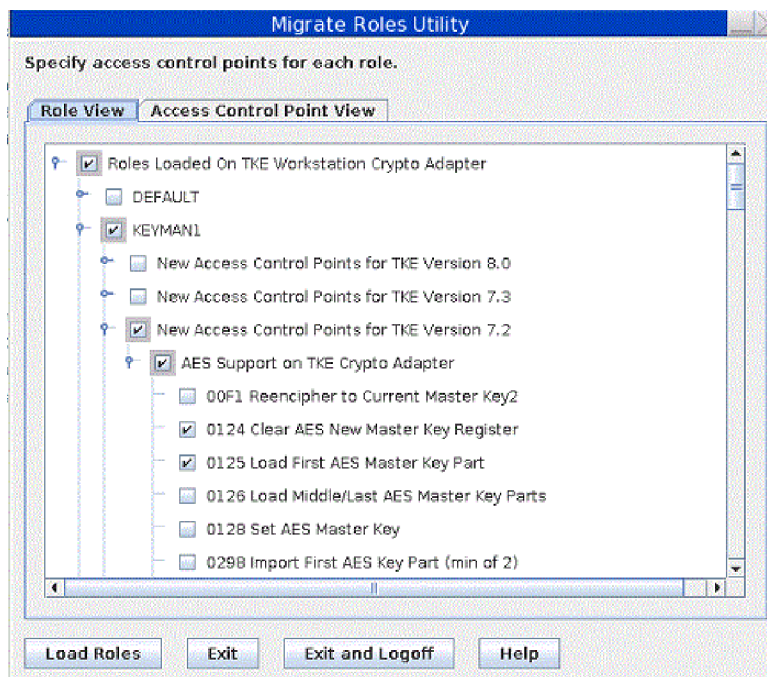 Migrate Roles Utility
Specify access control points for each role.
Role View Access Control Point View
Roles Loaded On TKE Workstation Crypto Adapter
DEFAULT
KEYMAN1
New Access Control Points for TKE Version 8.0
New Access Control Points for TKE Version 7.3
New Access Control Points for TKE Version 7.2
AES Support on TKE Crypto Adapter
00F1 Reencipher to Current Master Key2
0124 Clear AES New Master Key Register
0125 Load First AES Master Key Part
0126 Load Middle/Last AES Master Key Parts
0128 Set AES Master Key
0298 Import First AES Key Part (min of 2)
Load Roles Exit Exit and Logoff Help